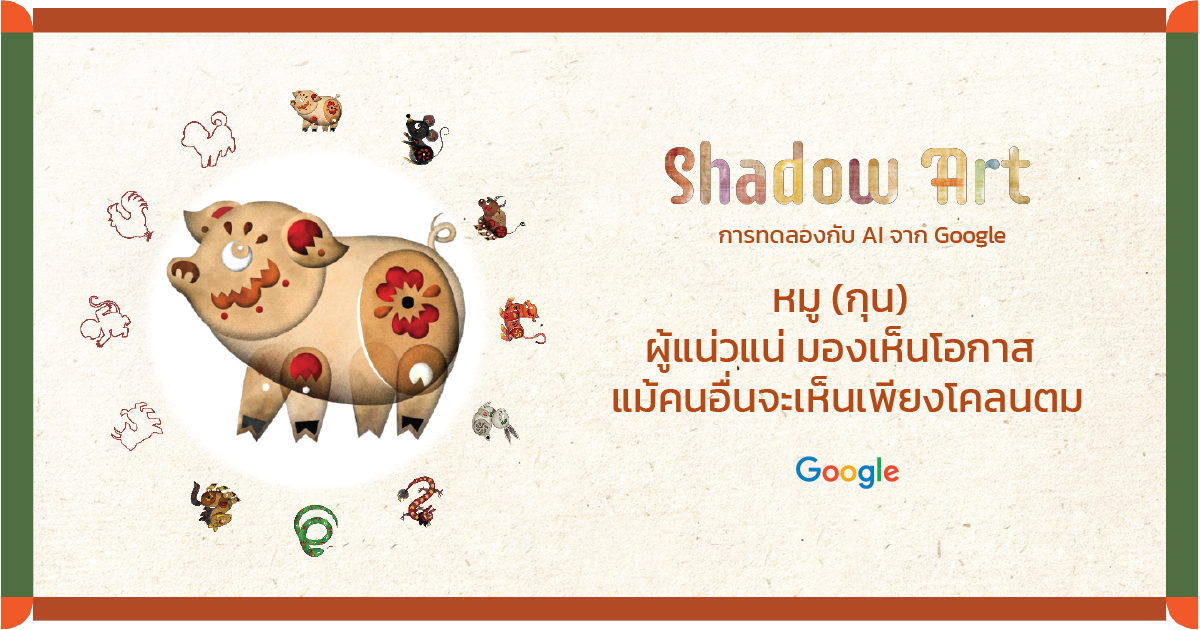 Shadow Art
การทดลองกับ AI จาก Google
หมู (กุน)
ผู้แน่วแน่ มองเห็นโอกาส
แม้คนอื่นจะเห็นเพียงโคลนตม
Google